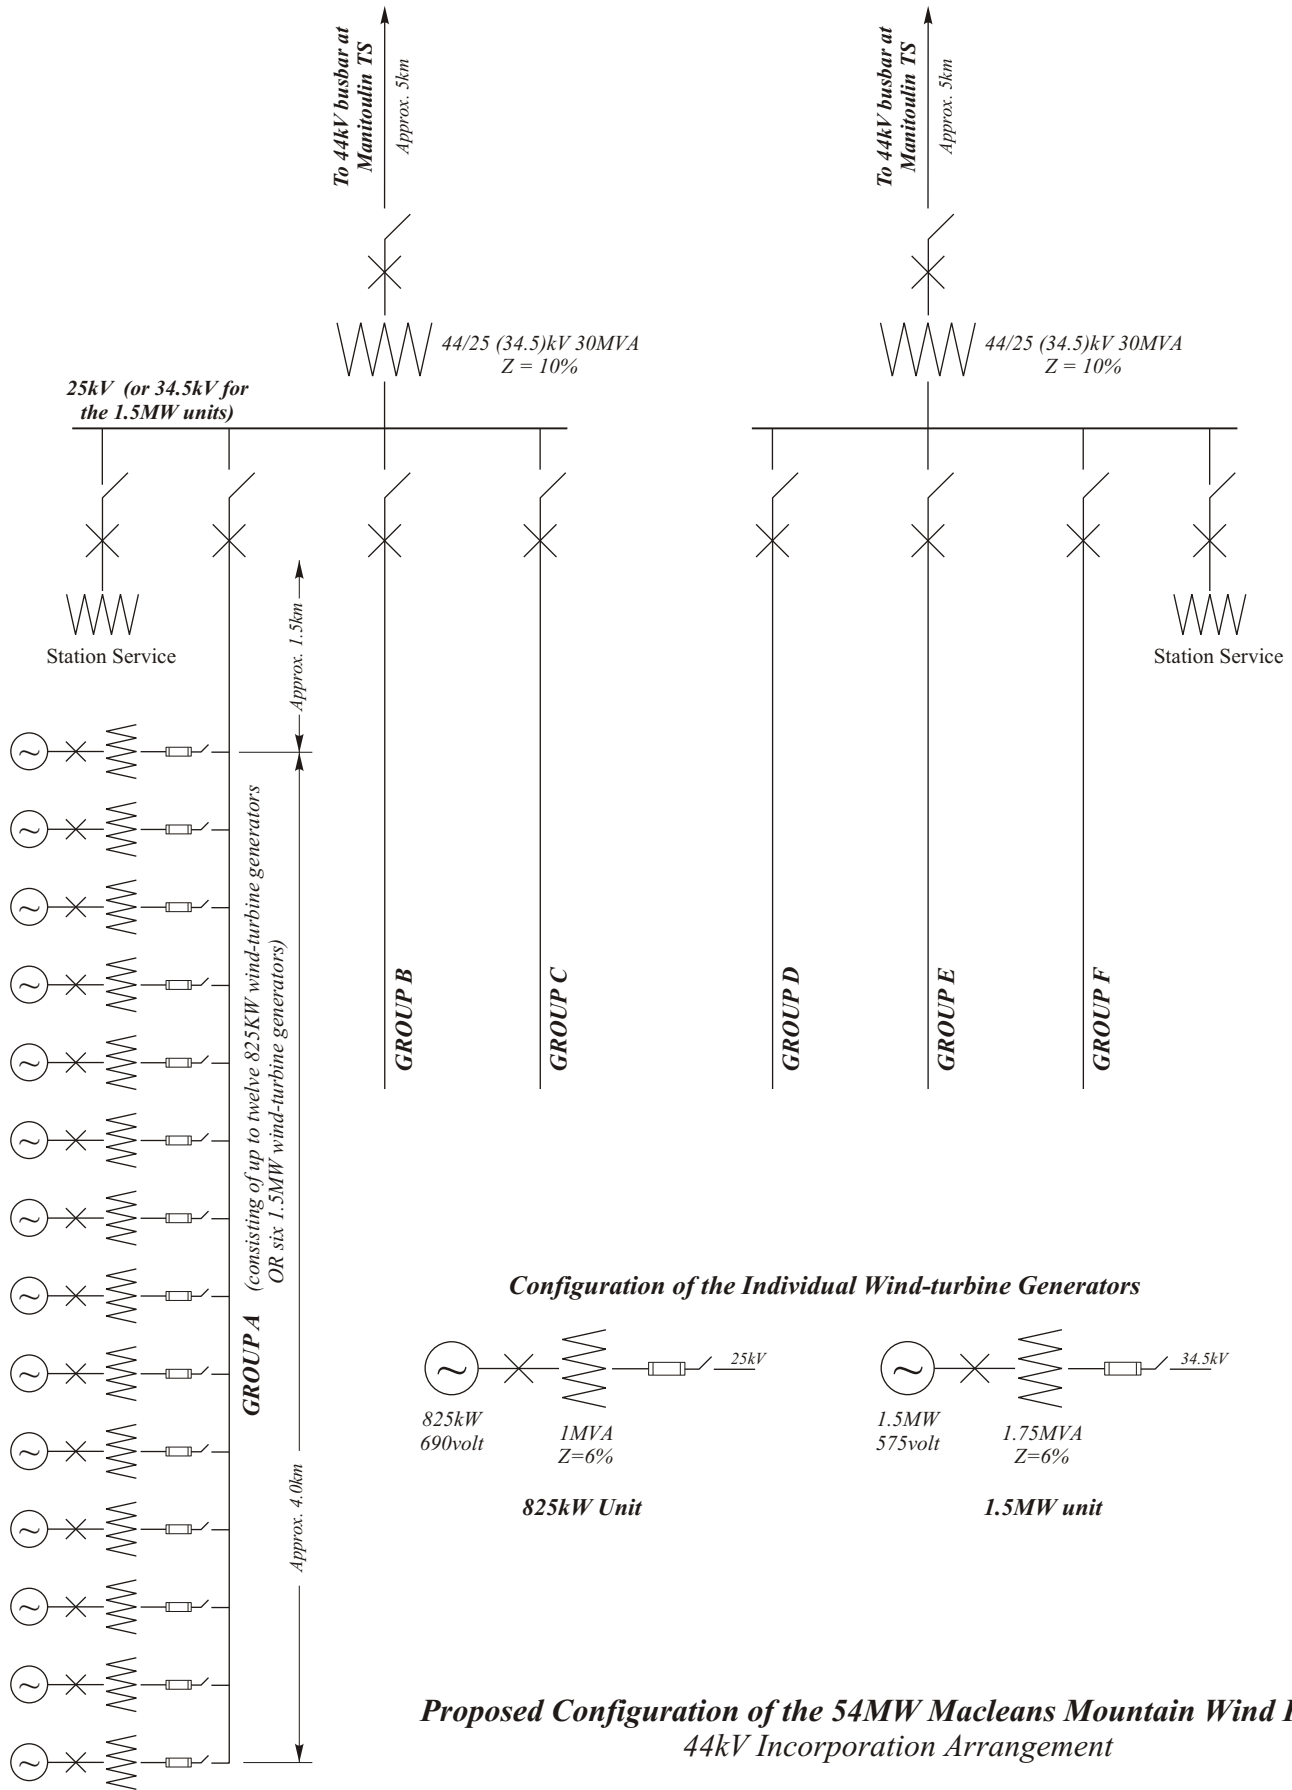 To 44kV busbar at
Manitoulin TS
Approx. 5km
To 44kV busbar at
Manitoulin TS
Approx. 5km
44/25 (34.5)kV 30MVA
Z = 10%
44/25 (34.5)kV 30MVA
Z = 10%
25kV (or 34.5kV for
the 1.5MW units)
Approx. 1.5km
Station Service
Station Service
GROUP A (consisting of up to twelve 825KW wind-turbine generators
OR six 1.5MW wind-turbine generators)
GROUP B
GROUP C
GROUP D
GROUP E
GROUP F
Approx. 4.0km
Configuration of the Individual Wind-turbine Generators
25kV
825kW
690volt
1MVA
Z=6%
825kW Unit
34.5kV
1.5MW
575volt
1.75MVA
Z=6%
1.5MW unit
Proposed Configuration of the 54MW Macleans Mountain Wind
44kV Incorporation Arrangement